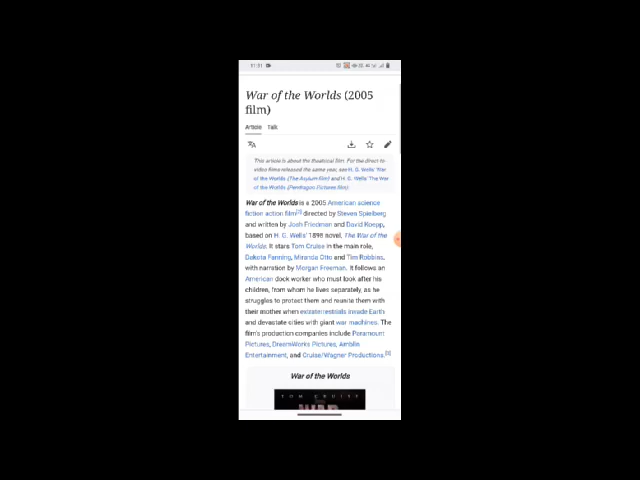 War of the Worlds (2005
film)
Article Talk
This article is about the theatrical film. For the direct-to-
video films released the same year, see H. G. Wells' War
of the Worlds (The Asylum film) and H. G. Wells' The War
of the Worlds (Pendragon Pictures film).
War of the Worlds is a 2005 American science
fiction action film[2] directed by Steven Spielberg
and written by Josh Friedman and David Koepp,
based on H. G. Wells' 1898 novel, The War of the
Worlds. It stars Tom Cruise in the main role,
Dakota Fanning, Miranda Otto and Tim Robbins,
with narration by Morgan Freeman. It follows an
American dock worker who must look after his
children, from whom he lives separately, as he
struggles to protect them and reunite them with
their mother when extraterrestrials invade Earth
and devastate cities with giant war machines. The
film's production companies include Paramount
Pictures, DreamWorks Pictures, Amblin
Entertainment, and Cruise/Wagner Productions.[3]
War of the Worlds
TOM CRUISE
WAR